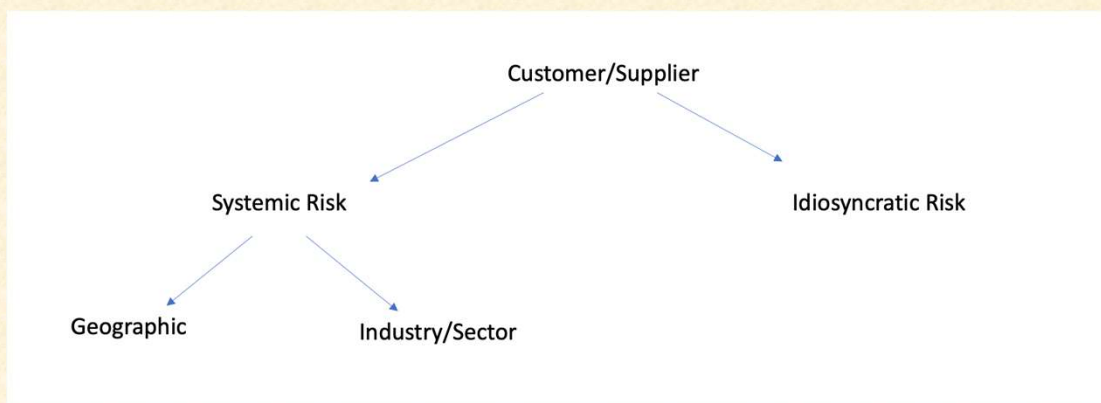 Customer/Supplier
Systemic Risk
Idiosyncratic Risk
Geographic
Industry/Sector